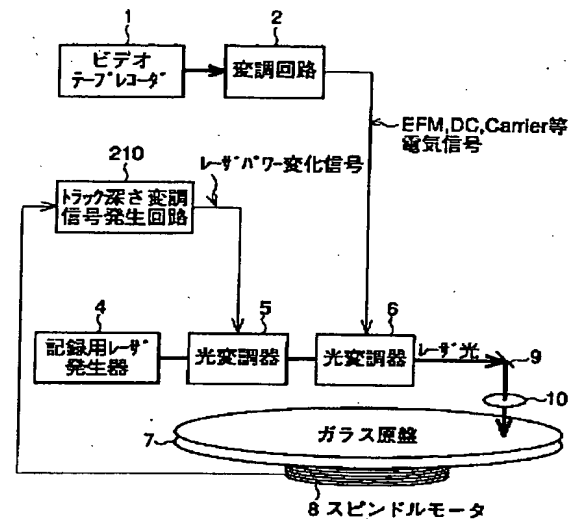 1
2
ビデオ
テープレコーダ
変調回路
EFM,DC,Carrier等
電気信号
210
レーザパワー変化信号
トラック深さ変調
信号発生回路
4
5
6
記録用レーザ
発生器
光変調器
光変調器
レーザ光
9
10
ガラス原盤
7
8 スピンドルモータ